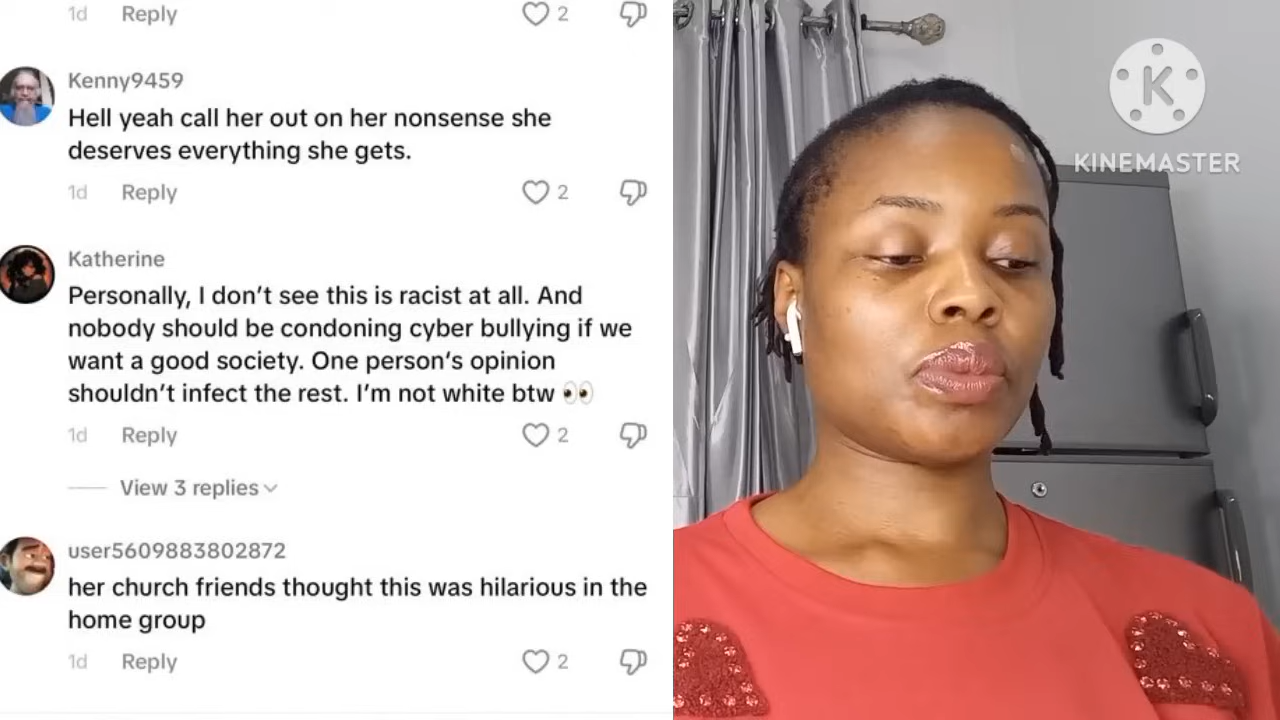 1d Reply 2
Kenny9459
Hell yeah call her out on her nonsense she
deserves everything she gets.
1d Reply 2
Katherine
Personally, I don't see this is racist at all. And
nobody should be condoning cyber bullying if we
want a good society. One person's opinion
shouldn't infect the rest. I'm not white btw 👀
1d Reply 2
View 3 replies
user5609883802872
her church friends thought this was hilarious in the
home group
1d Reply 2
K
KINEMASTER